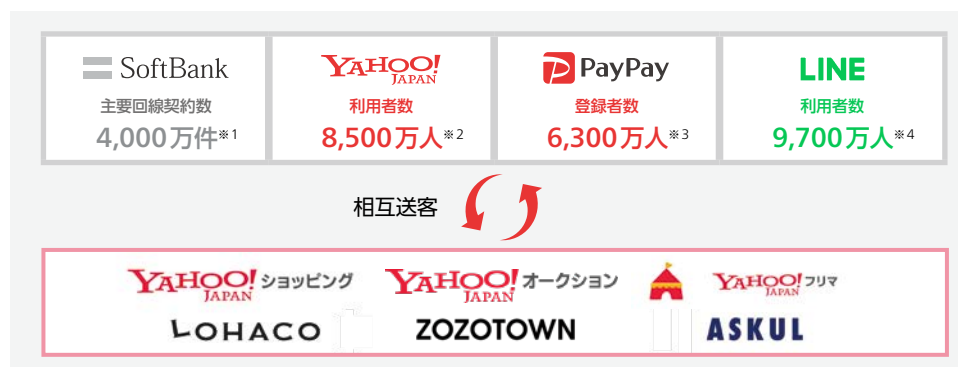 SoftBank
主要回線契約数
4,000万件※1
YAHOO! JAPAN
利用者数
8,500万人※2
PayPay
登録者数
6,300万人※3
LINE
利用者数
9,700万人※4
相互送客
YAHOO! JAPAN ショッピング
YAHOO! JAPAN オークション
YAHOO! JAPAN フリマ
LOHACO
ZOZOTOWN
ASKUL